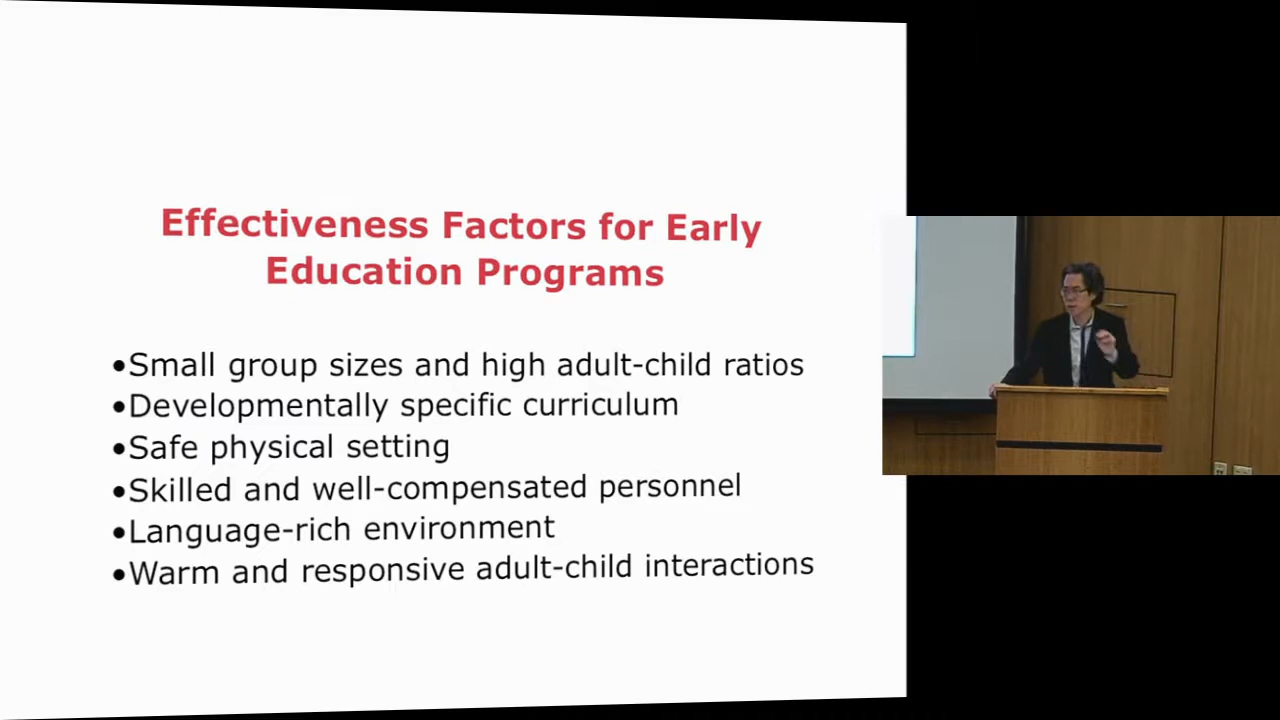 Effectiveness Factors for Early
Education Programs
•Small group sizes and high adult-child ratios
•Developmentally specific curriculum
•Safe physical setting
•Skilled and well-compensated personnel
•Language-rich environment
•Warm and responsive adult-child interactions